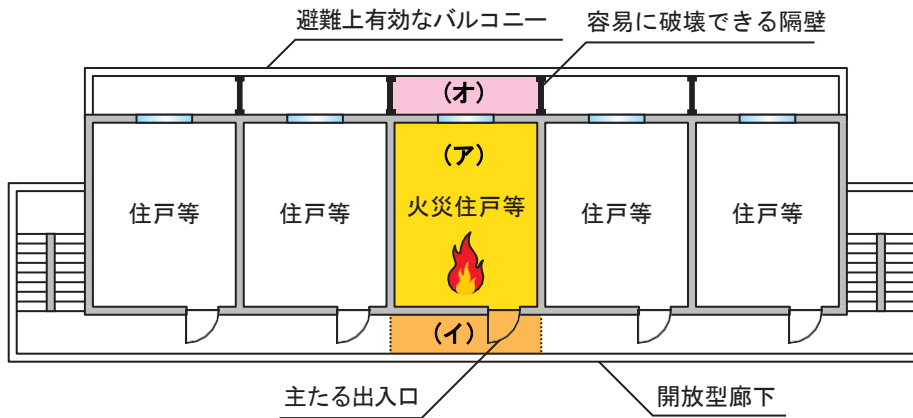 避難上有効なバルコニー
容易に破壊できる隔壁
(オ)
(ア)
住戸等
住戸等
火災住戸等
住戸等
住戸等
(イ)
主たる出入口
開放型廊下